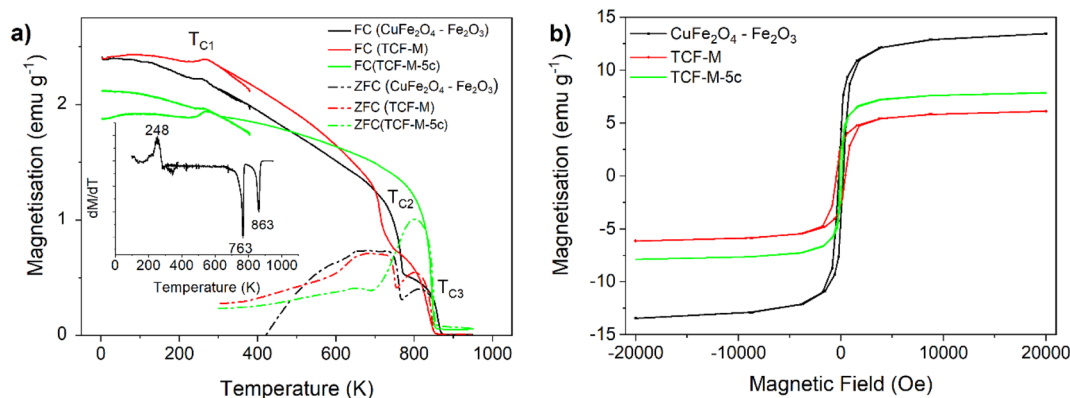 a)
Magnetisation (emu g⁻¹)
2
1
0
T_C1
T_C2
T_C3
FC (CuFe₂O₄ - Fe₂O₃)
FC (TCF-M)
FC(TCF-M-5c)
ZFC (CuFe₂O₄ - Fe₂O₃)
ZFC (TCF-M)
ZFC(TCF-M-5c)
248
763
863
dM/dT
0 200 400 600 800 1000
Temperature (K)
0 200 400 600 800 1000
Temperature (K)
b)
Magnetisation (emu g⁻¹)
15
10
5
0
-5
-10
-15
CuFe₂O₄ - Fe₂O₃
TCF-M
TCF-M-5c
-20000 -10000 0 10000 20000
Magnetic Field (Oe)